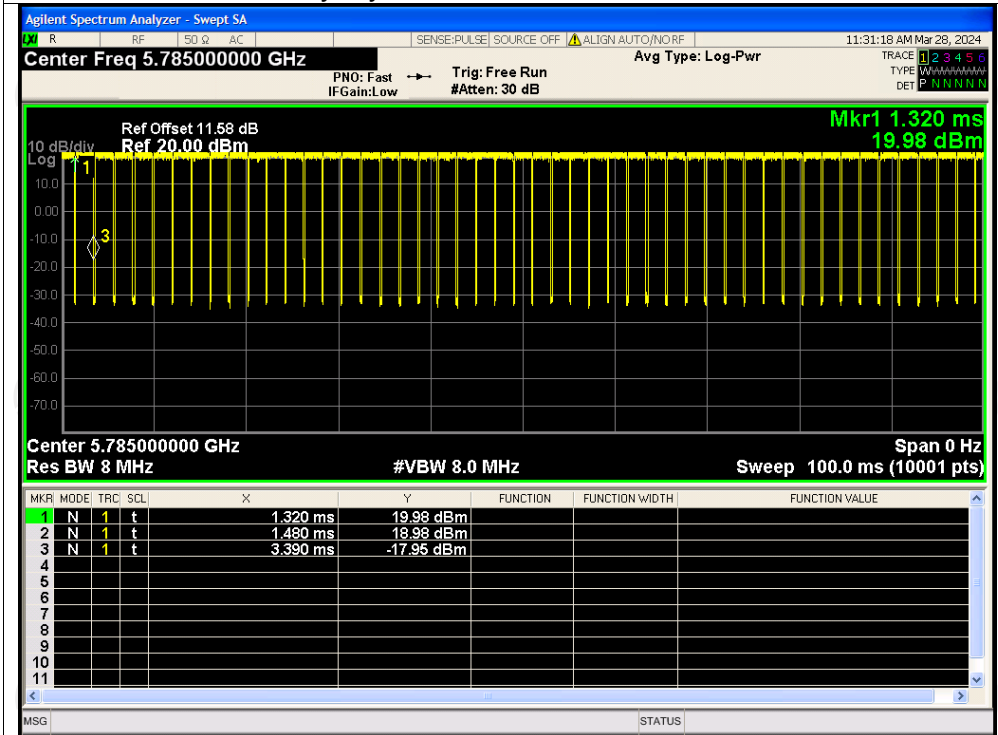 Agilent Spectrum Analyzer - Swept SA
LXI R RF 50 Ω AC SENSE:PULSE SOURCE OFF ALIGN AUTO/NO RF 11:31:18 AM Mar 28, 2024
Center Freq 5.785000000 GHz Avg Type: Log-Pwr TRACE 1 2 3 4 5 6
PNO: Fast Trig: Free Run TYPE W
IFGain:Low #Atten: 30 dB DET P N N N N N
Mkr1 1.320 ms
Ref Offset 11.58 dB
10 dB/div Ref 20.00 dBm 19.98 dBm
Log
1
10.0
0.00
-10.0
3
-20.0
-30.0
-40.0
-50.0
-60.0
-70.0
Center 5.785000000 GHz Span 0 Hz
Res BW 8 MHz #VBW 8.0 MHz Sweep 100.0 ms (10001 pts)
MKR MODE TRC SCL X Y FUNCTION FUNCTION WIDTH FUNCTION VALUE
1 N 1 t 1.320 ms 19.98 dBm
2 N 1 t 1.480 ms 18.98 dBm
3 N 1 t 3.390 ms -17.95 dBm
4
5
6
7
8
9
10
11
MSG STATUS